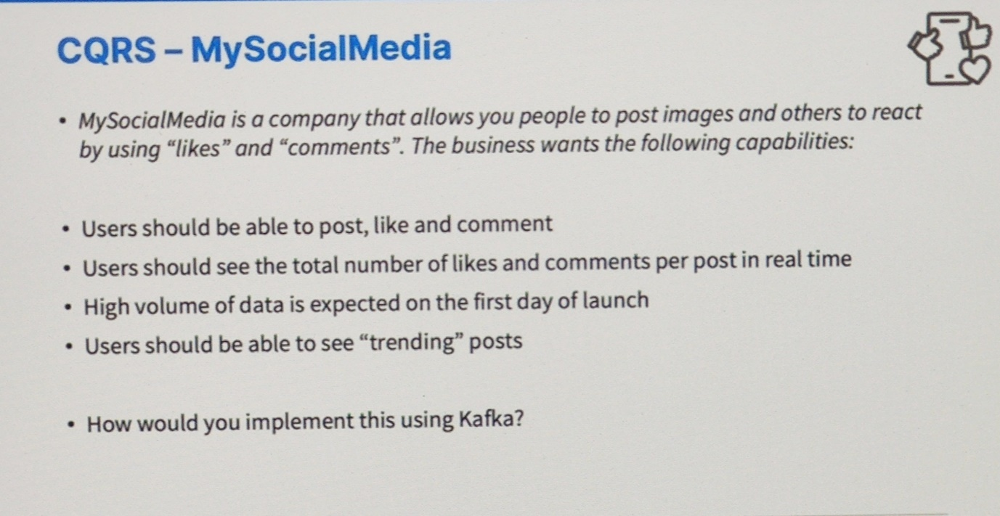 CQRS – MySocialMedia
• MySocialMedia is a company that allows you people to post images and others to react
by using “likes” and “comments”. The business wants the following capabilities:
• Users should be able to post, like and comment
• Users should see the total number of likes and comments per post in real time
• High volume of data is expected on the first day of launch
• Users should be able to see “trending” posts
• How would you implement this using Kafka?